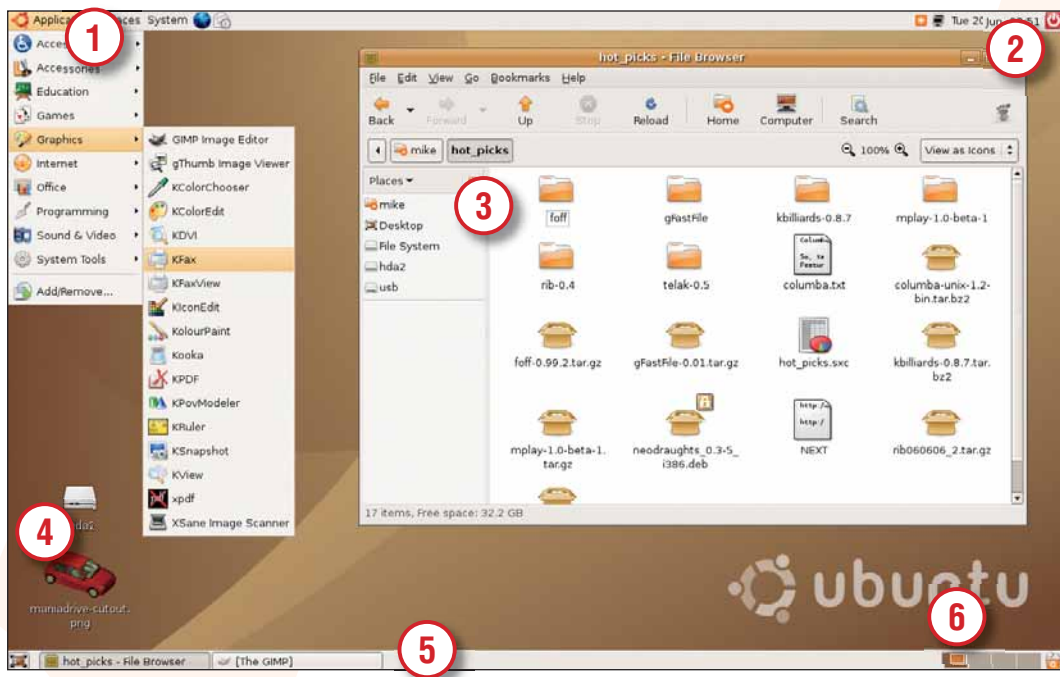 Places System
Tue 20 Jun
1
2
Accessories
Education
Games
Graphics
Internet
Office
Programming
Sound & Video
System Tools
Add/Remove...
GIMP Image Editor
gThumb Image Viewer
KColorChooser
KColorEdit
KDVI
KFax
KFaxView
KIconEdit
KolourPaint
Kooka
KPDF
KPovModeler
KRuler
KSnapshot
KView
xpdf
XSane Image Scanner
hot_picks - File Browser
File Edit View Go Bookmarks Help
Back Forward Up Stop Reload Home Computer Search
mike hot_picks 100% View as Icons
Places
mike
Desktop
File System
hda2
usb
3
foff gFastFile kbilliards-0.8.7 mplay-1.0-beta-1
rib-0.4 telak-0.5 columba.txt columba-unix-1.2-
bin.tar.bz2
foff-0.99.2.tar.gz gFastFile-0.01.tar.gz hot_picks.sxc kbilliards-0.8.7.tar.
bz2
http:/
http:/
mplay-1.0-beta-1. neodraughts_0.3-5_ NEXT rib060606_2.tar.gz
tar.gz i386.deb
17 items, Free space: 32.2 GB
4
maniadrive-cutout.
png
ubuntu
hot_picks - File Browser
[The GIMP]
5
6